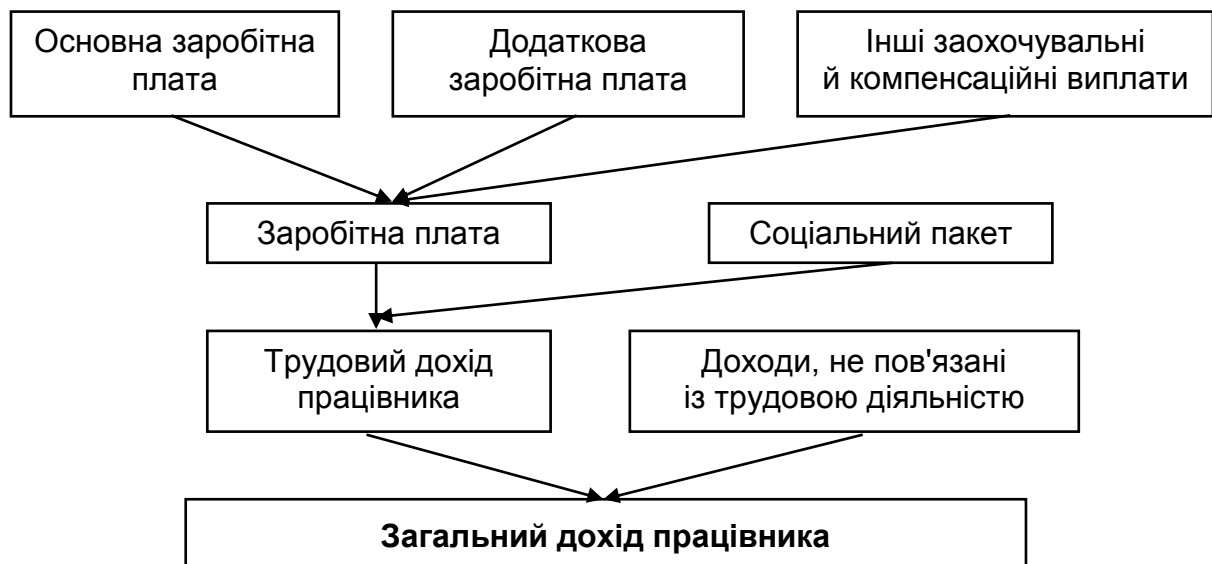 Основна заробітна
плата
Додаткова
заробітна плата
Інші заохочувальні
й компенсаційні виплати
Заробітна плата
Соціальний пакет
Трудовий дохід
працівника
Доходи, не пов'язані
із трудовою діяльністю
Загальний дохід працівника